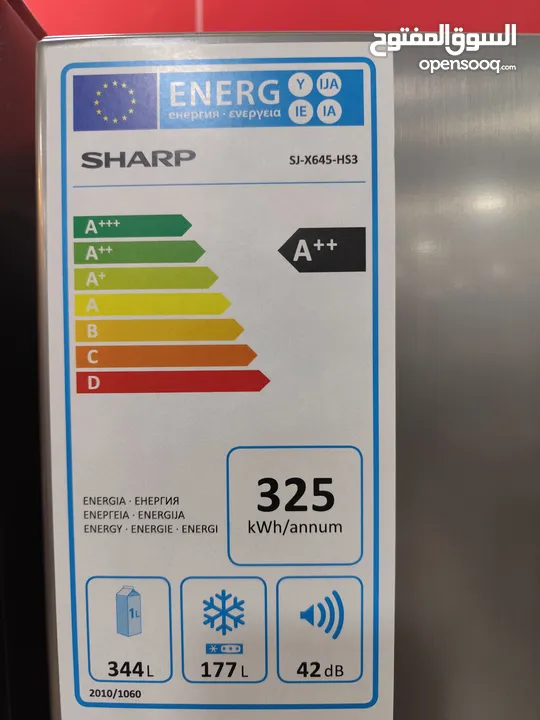 السوق المفتوح
opensooq.com
ENERG
енергия · ενεργεια
Y IJA
IE IA
SHARP
SJ-X645-HS3
A+++
A++
A++
A+
A
B
C
D
ENERGIA · ЕНЕРГИЯ
ΕΝΕΡΓΕΙΑ · ENERGIJA
ENERGY · ENERGIE · ENERGI
325
kWh/annum
1L
344 L
177 L
42 dB
2010/1060